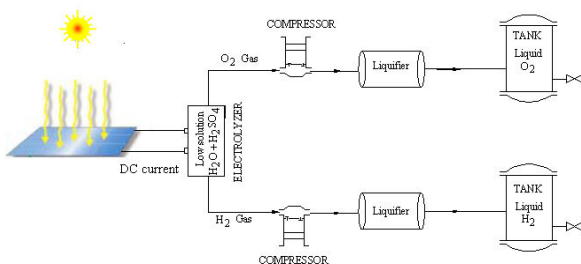 COMPRESSOR
O2 Gas
Liquifier
TANK
Liquid
O2
DC current
Low solution
H2O+H2SO4
ELECTROLYZER
H2 Gas
Liquifier
TANK
Liquid
H2
COMPRESSOR